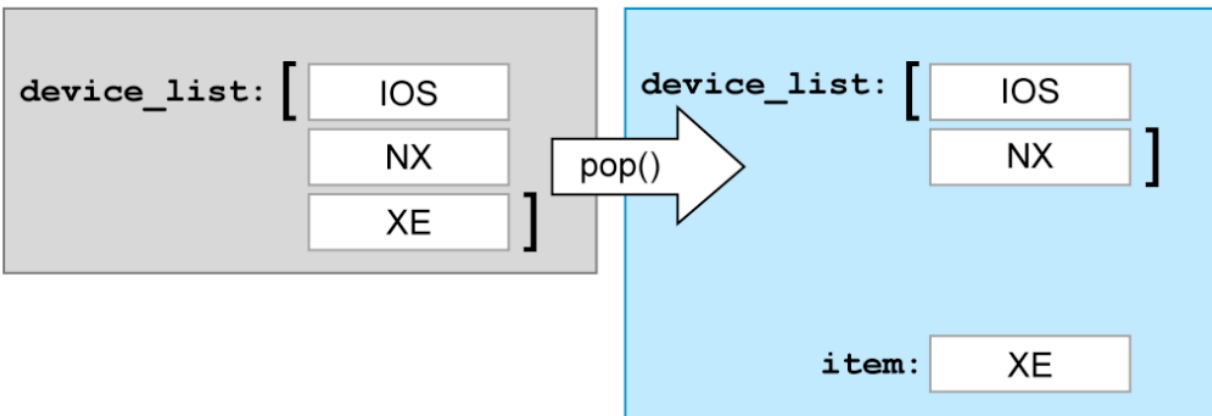 device_list: [ IOS
NX
XE ]
pop()
device_list: [ IOS
NX ]
item: XE